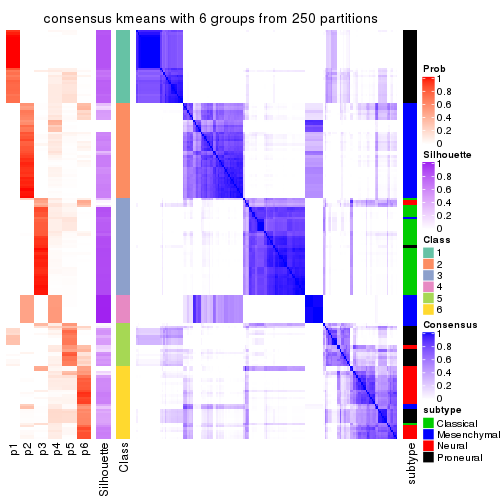 consensus kmeans with 6 groups from 250 partitions
p1
p2
p3
p4
p5
p6
Silhouette
Class
subtype
Prob
1
0.8
0.6
0.4
0.2
0
Silhouette
1
0.8
0.6
0.4
0.2
0
Class
1
2
3
4
5
6
Consensus
1
0.8
0.6
0.4
0.2
0
subtype
Classical
Mesenchymal
Neural
Proneural